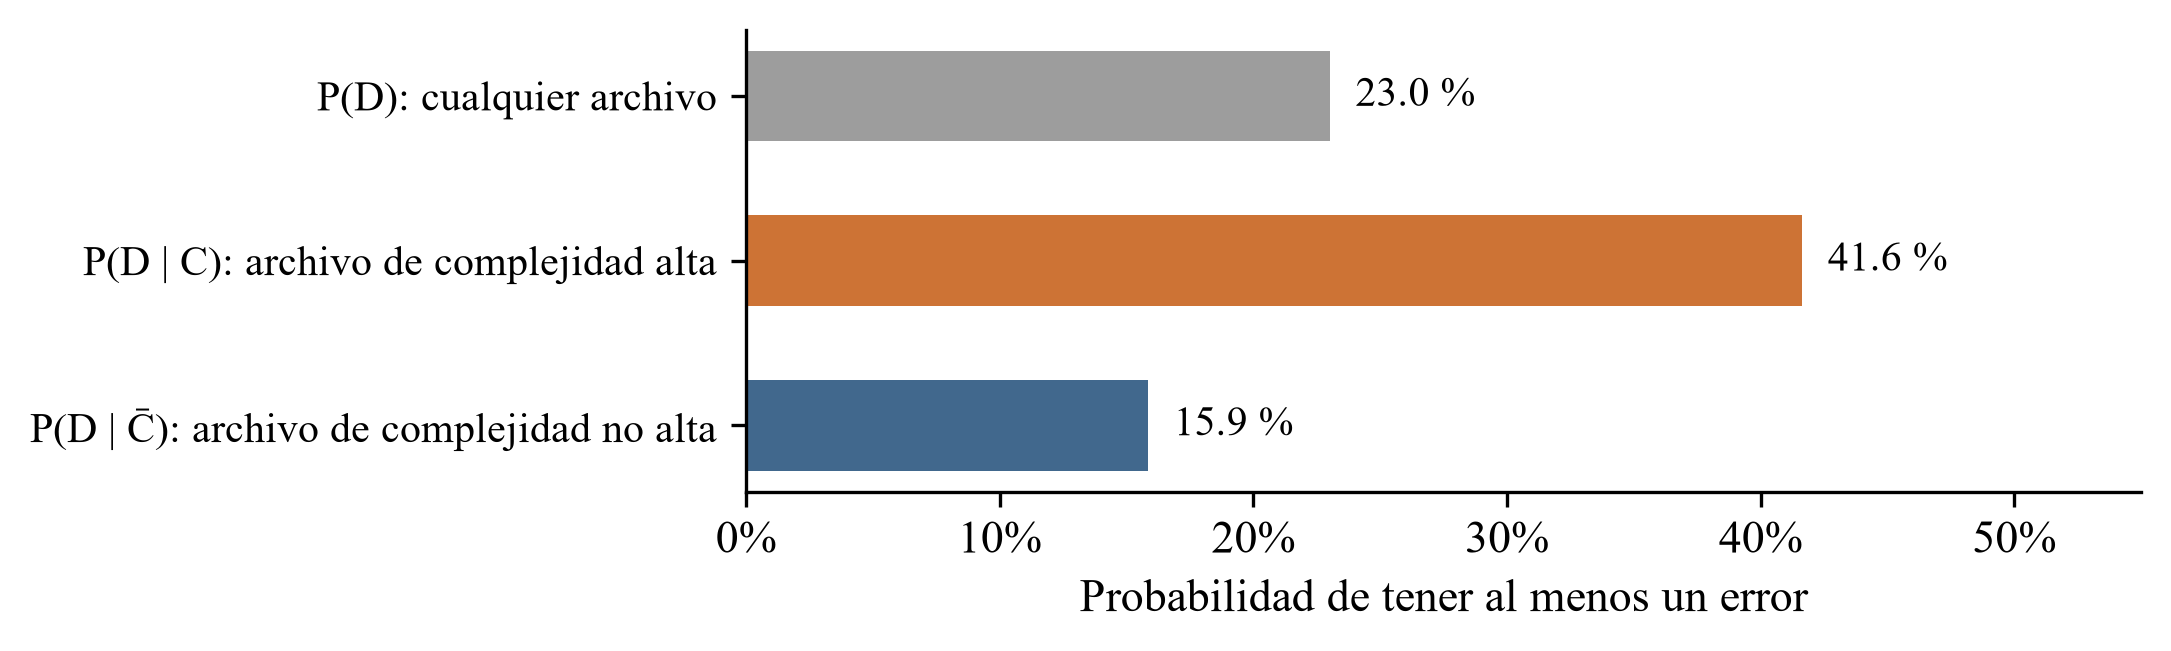 P(D): cualquier archivo
23.0 %
P(D | C): archivo de complejidad alta
41.6 %
P(D | C̄): archivo de complejidad no alta
15.9 %
0% 10% 20% 30% 40% 50%
Probabilidad de tener al menos un error